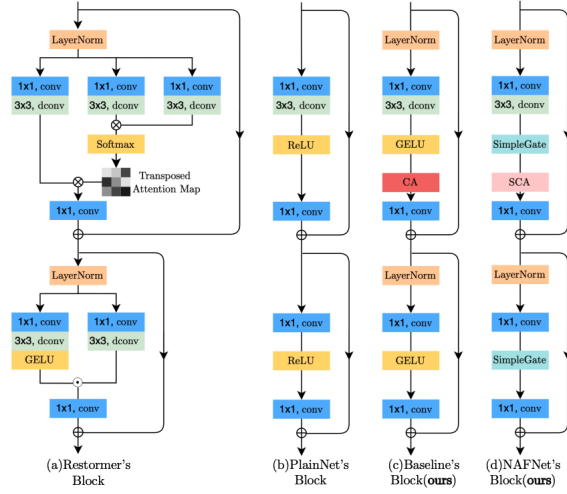 LayerNorm
1x1, conv
3x3, dconv
1x1, conv
3x3, dconv
1x1, conv
3x3, dconv
Softmax
Transposed
Attention Map
1x1, conv
LayerNorm
1x1, conv
3x3, dconv
GELU
1x1, conv
3x3, dconv
1x1, conv
(a)Restormer's
Block
1x1, conv
3x3, dconv
ReLU
1x1, conv
1x1, conv
ReLU
1x1, conv
(b)PlainNet's
Block
LayerNorm
1x1, conv
3x3, dconv
GELU
CA
1x1, conv
LayerNorm
1x1, conv
GELU
1x1, conv
(c)Baseline's
Block(ours)
LayerNorm
1x1, conv
3x3, dconv
SimpleGate
SCA
1x1, conv
LayerNorm
1x1, conv
SimpleGate
1x1, conv
(d)NAFNet's
Block(ours)